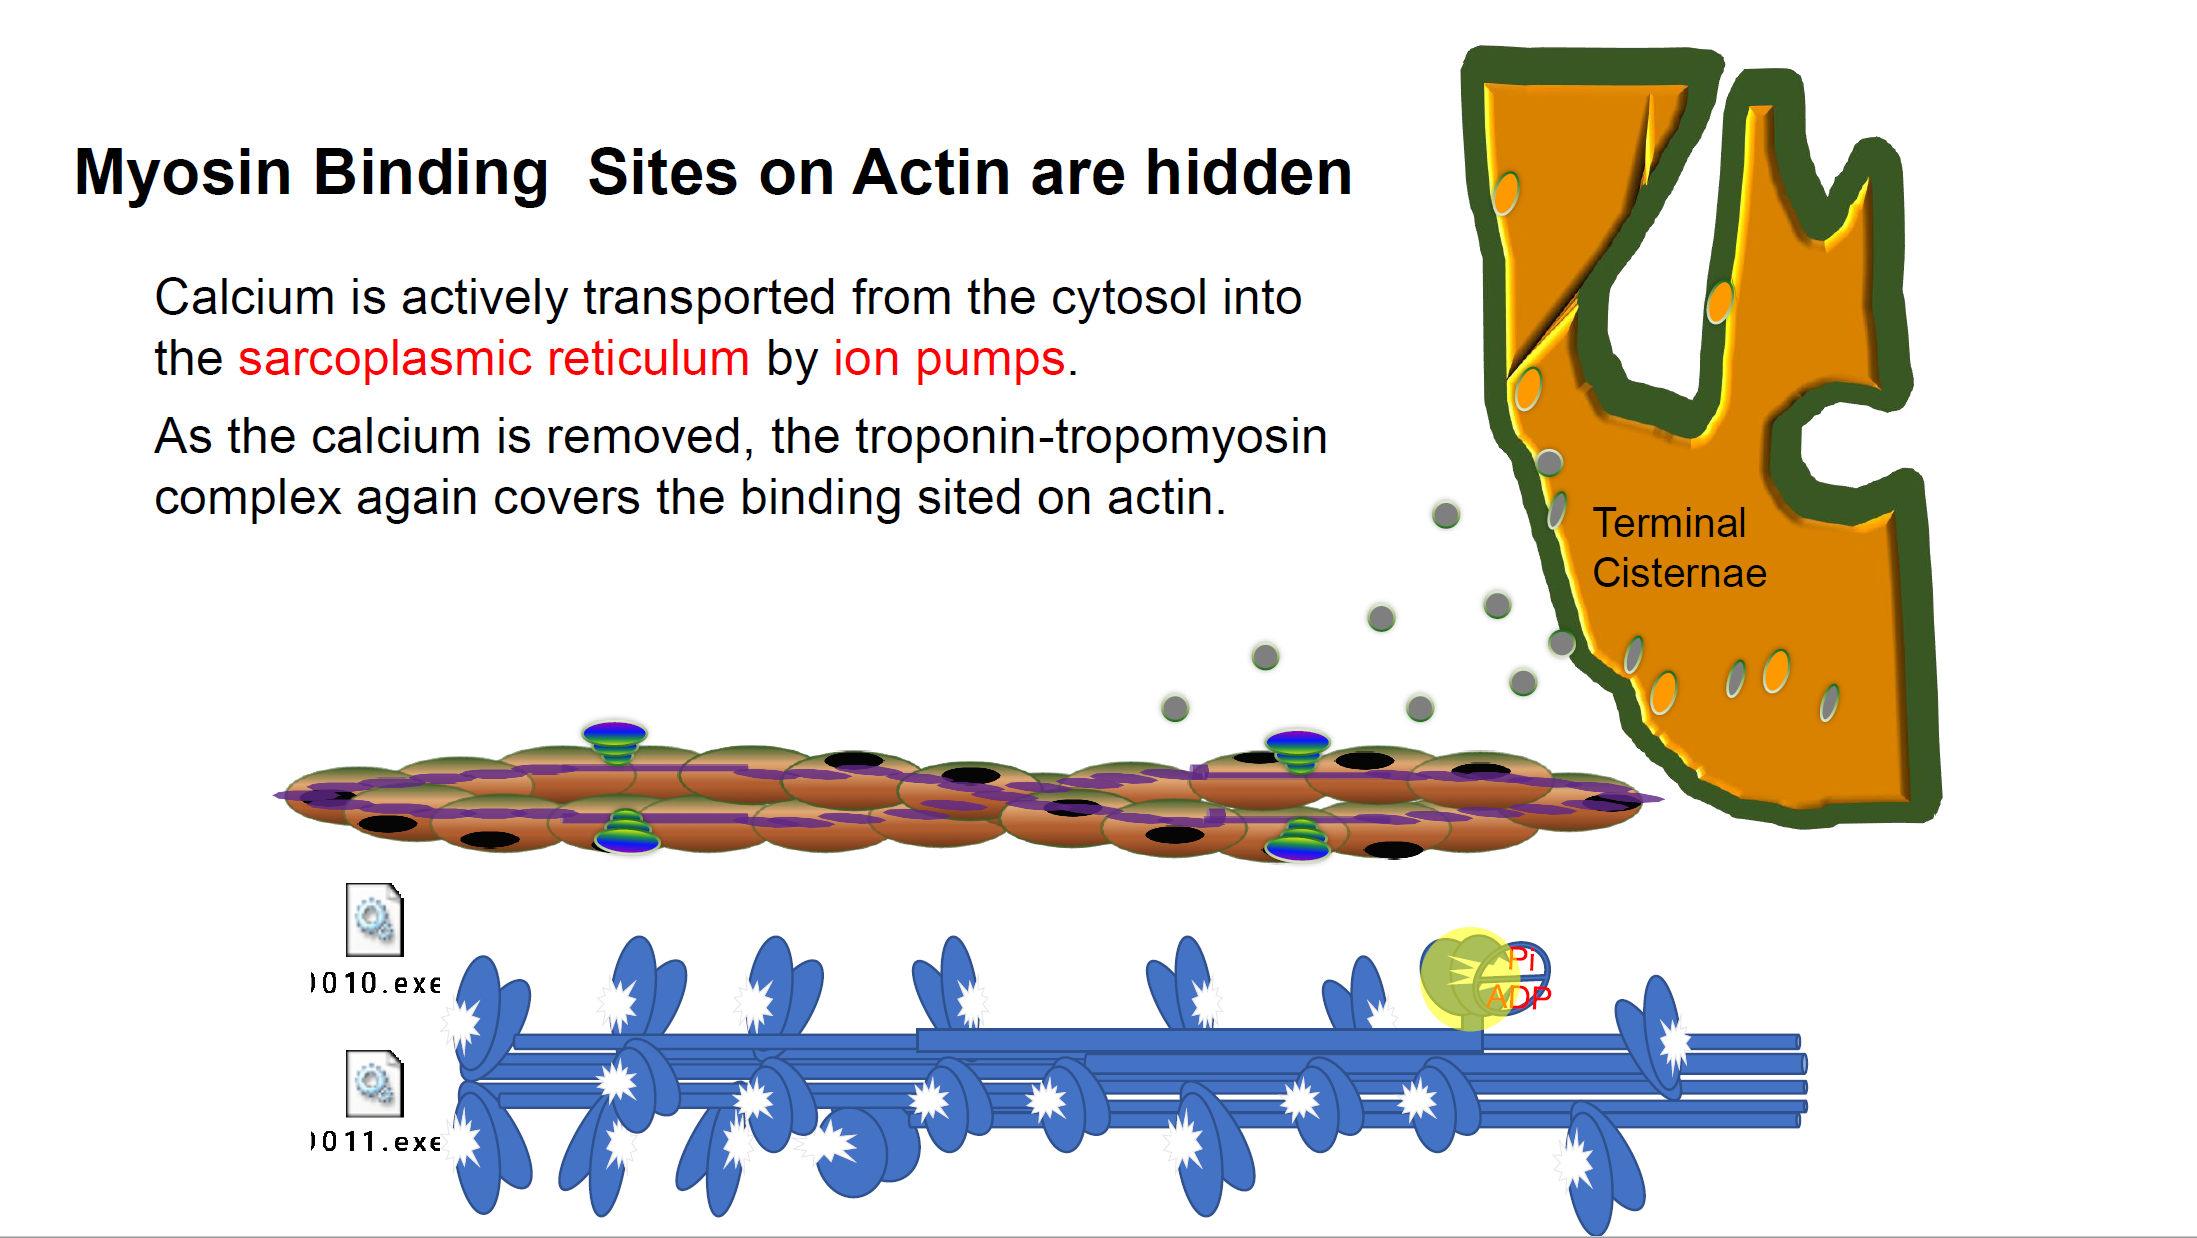 Myosin Binding  Sites on Actin are hidden
Calcium is actively transported from the cytosol into
the sarcoplasmic reticulum by ion pumps.
As the calcium is removed, the troponin-tropomyosin
complex again covers the binding sited on actin.
Terminal
Cisternae
Pi
ADP
0010.exe
0011.exe